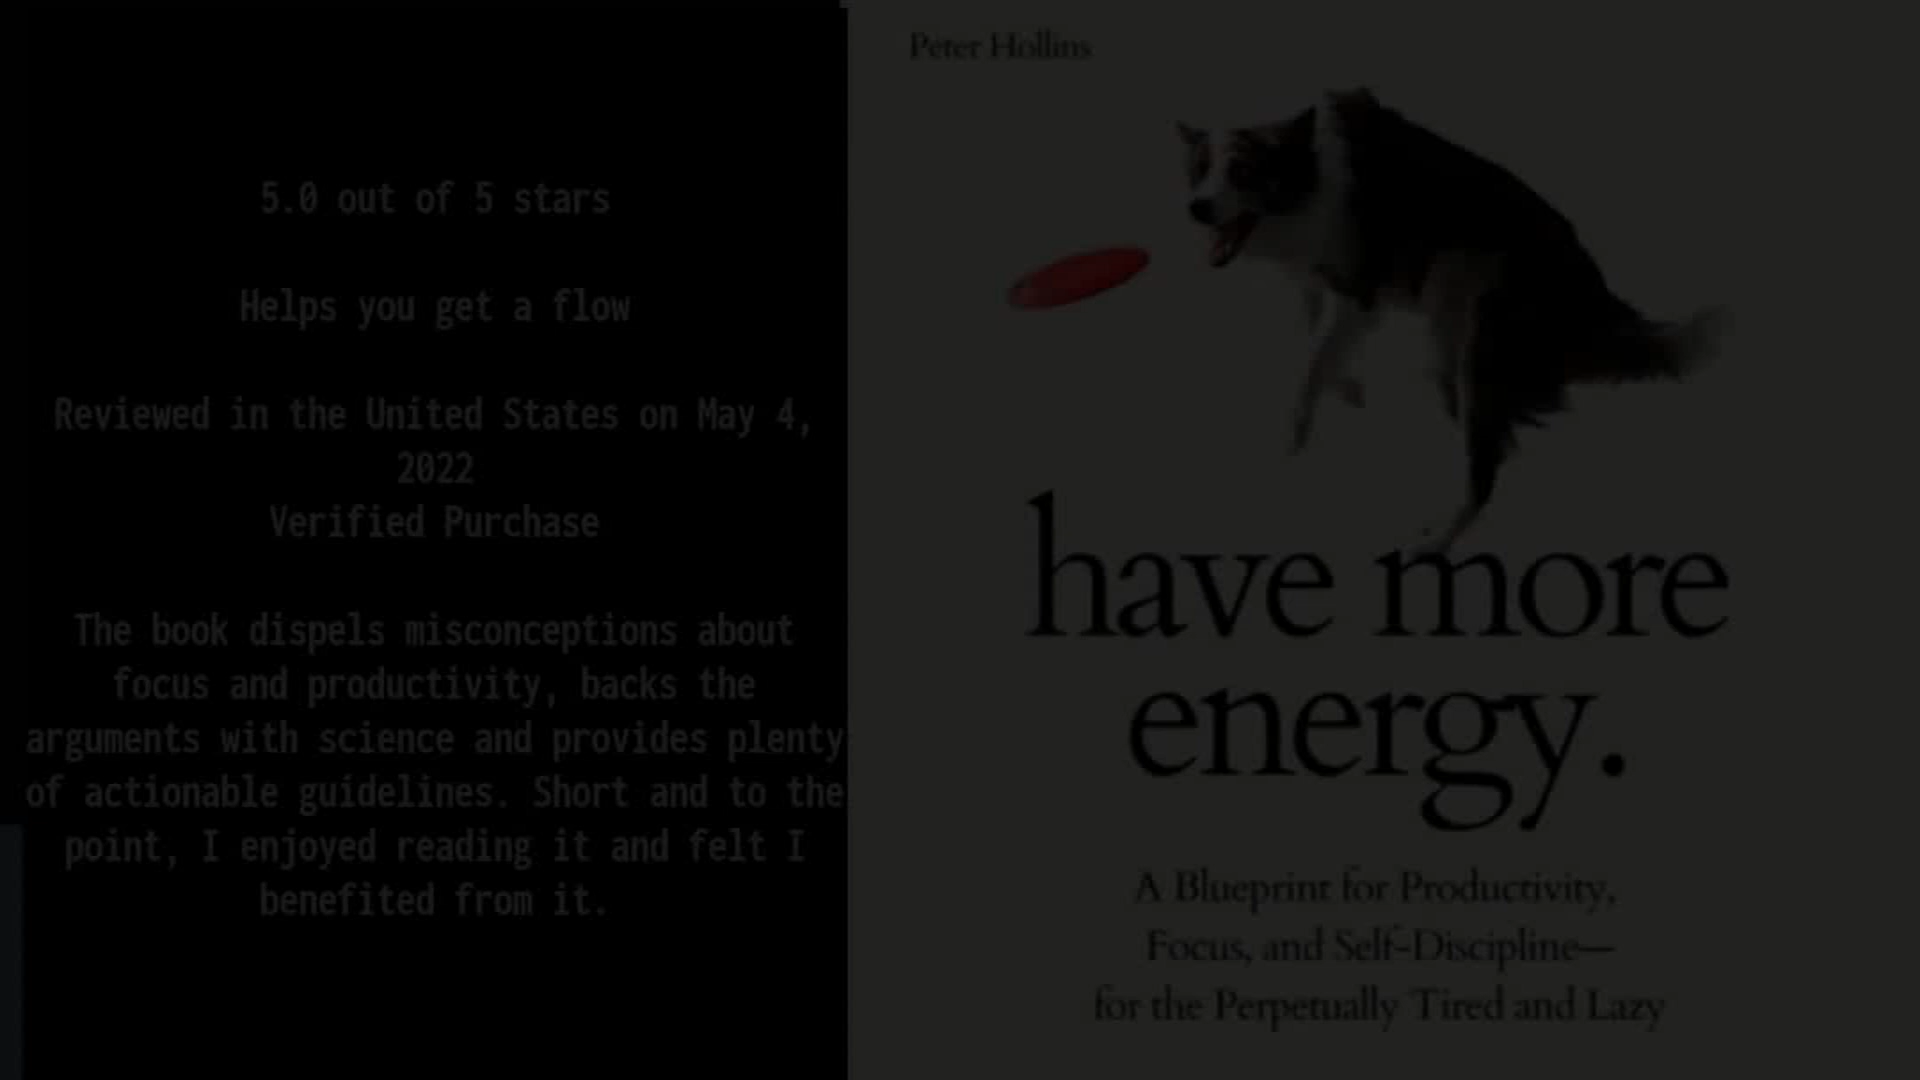 5.0 out of 5 stars
Helps you get a flow
Reviewed in the United States on May 4,
2022
Verified Purchase
The book dispels misconceptions about
focus and productivity, backs the
arguments with science and provides plenty
of actionable guidelines. Short and to the
point, I enjoyed reading it and felt I
benefited from it.
Peter Hollins
have more
energy.
A Blueprint for Productivity,
Focus, and Self-Discipline—
for the Perpetually Tired and Lazy